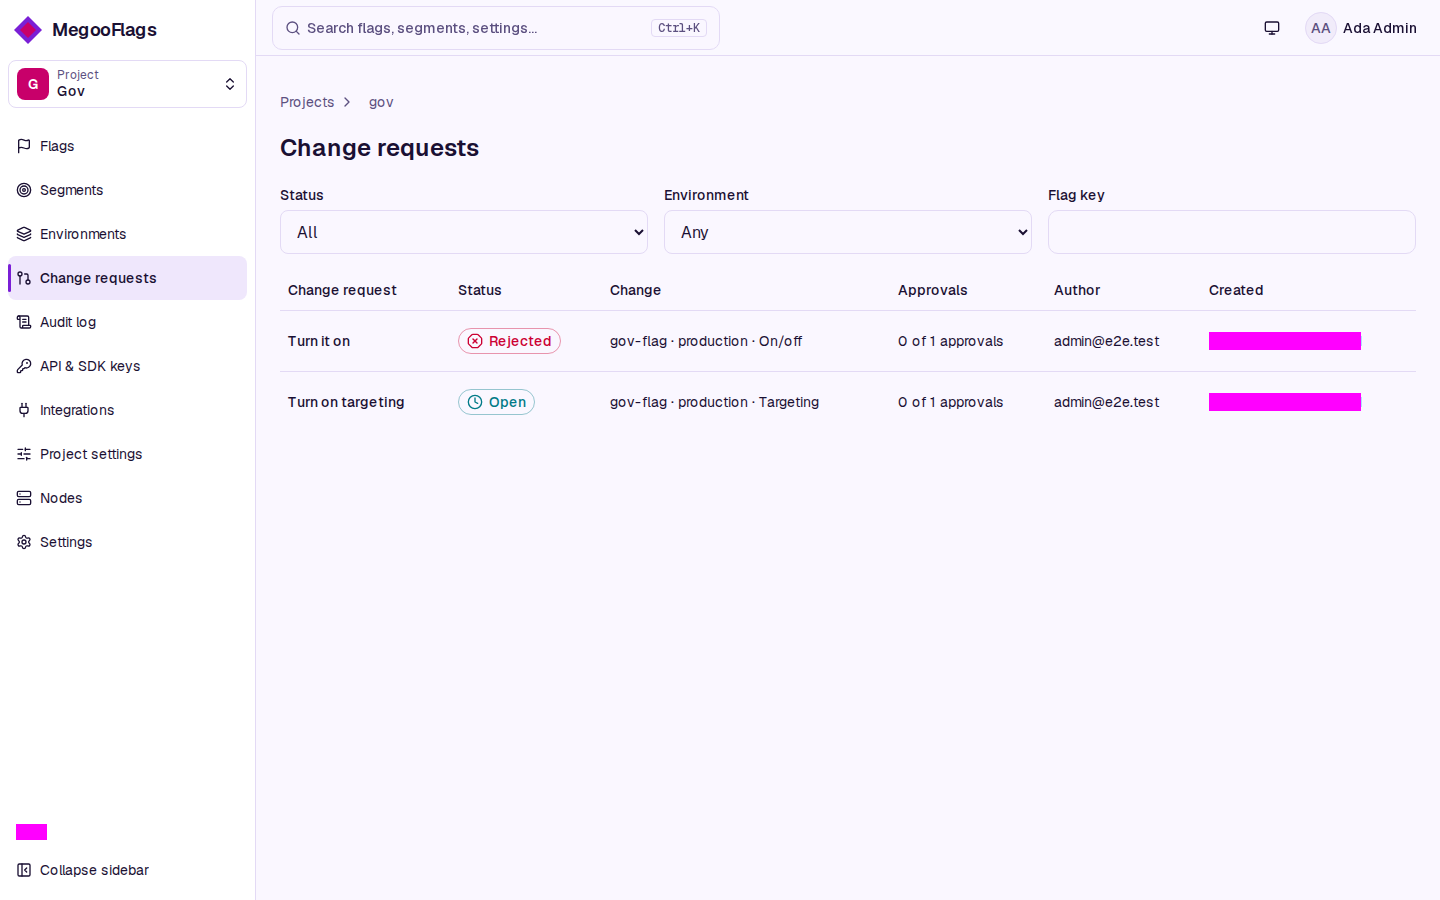 MegooFlags
Search flags, segments, settings...
Ctrl+K
AA
Ada Admin
G
Project
Gov
Flags
Segments
Environments
Change requests
Audit log
API & SDK keys
Integrations
Project settings
Nodes
Settings
Collapse sidebar
Projects
gov
Change requests
Status
Environment
Flag key
All
Any
Change request Status Change Approvals Author Created
Turn it on Rejected gov-flag · production · On/off 0 of 1 approvals admin@e2e.test
Turn on targeting Open gov-flag · production · Targeting 0 of 1 approvals admin@e2e.test